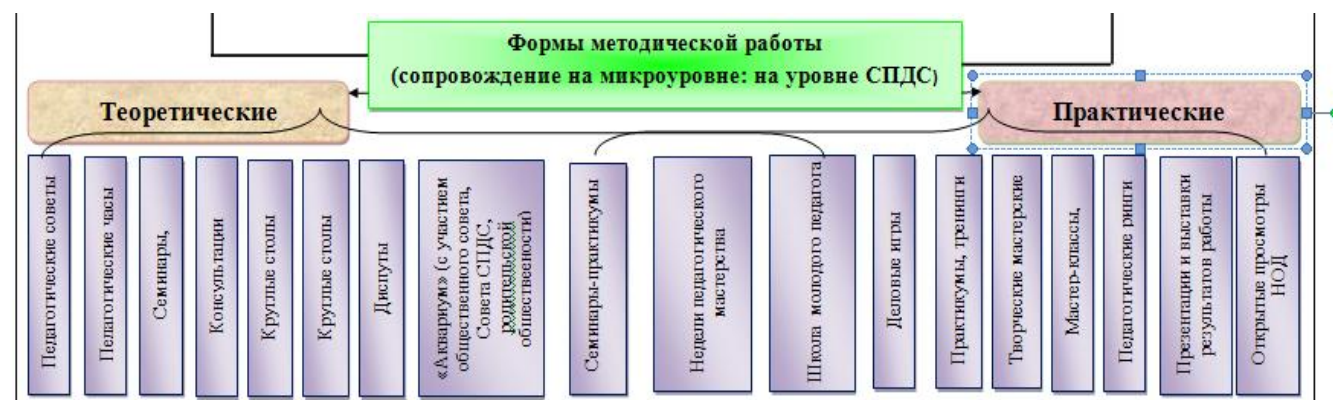 Формы методической работы
(сопровождение на микроуровне: на уровне СПДС)
Теоретические
Практические
Педагогические советы
Пелагогические часы
Семинары,
Консультации
Круглые столы
Круглые столы
Диспуты
«Аквариум» (с участием
общественного совета,
Совета СПДС,
родительской
обшествености)
Семинары-практикумы
Недели педагогического
мастерства
Школа молодого педагога
Деловые игры
Практикумы, тренинги
Творческие мастерские
Мастер-классы,
Педагогические ринги
Презентации и выставки
результатов работы
Открытые просмотры
НОД